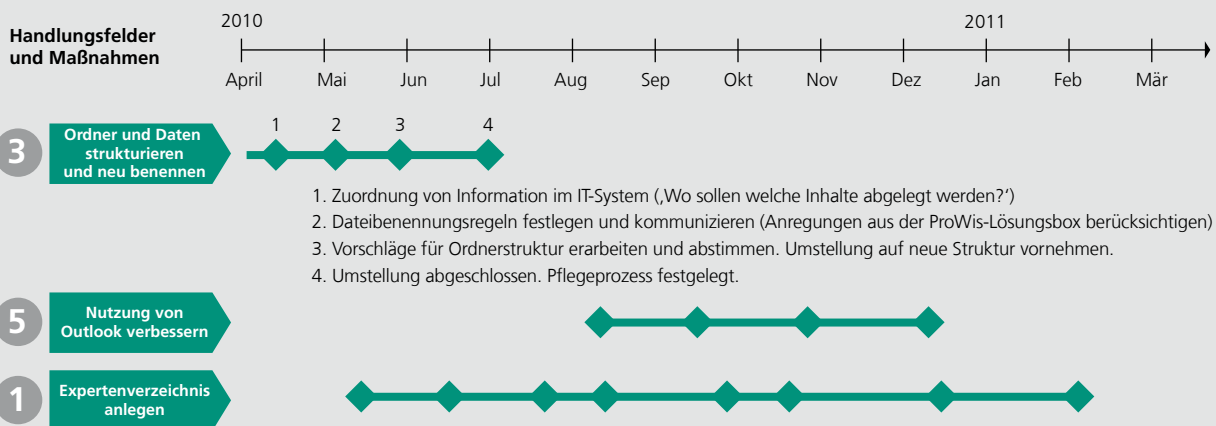 Handlungsfelder
und Maßnahmen
2010
2011
April
Mai
Jun
Jul
Aug
Sep
Okt
Nov
Dez
Jan
Feb
Mär
3
Ordner und Daten
strukturieren
und neu benennen
1
2
3
4
1. Zuordnung von Information im IT-System (‚Wo sollen welche Inhalte abgelegt werden?‘)
2. Dateibenennungsregeln festlegen und kommunizieren (Anregungen aus der ProWis-Lösungsbox berücksichtigen)
3. Vorschläge für Ordnerstruktur erarbeiten und abstimmen. Umstellung auf neue Struktur vornehmen.
4. Umstellung abgeschlossen. Pflegeprozess festgelegt.
5
Nutzung von
Outlook verbessern
1
Expertenverzeichnis
anlegen